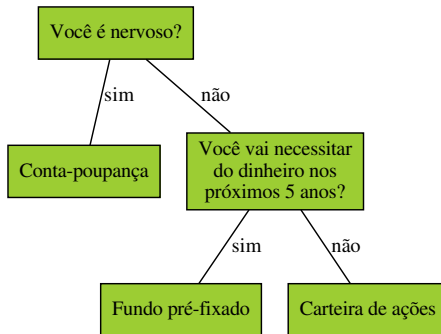 Você é nervoso?
sim
não
Conta-poupança
Você vai necessitar
do dinheiro nos
próximos 5 anos?
sim
não
Fundo pré-fixado
Carteira de ações